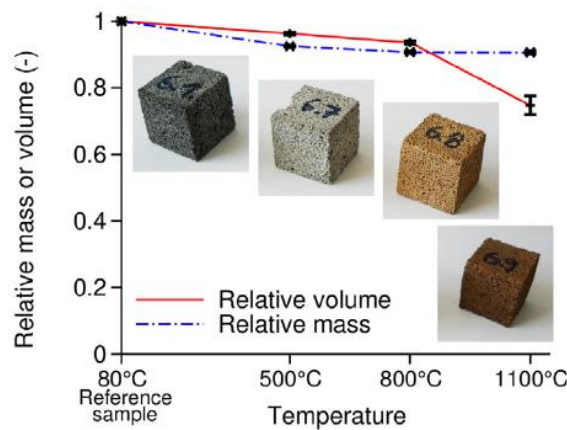 Relative mass or volume (-)
1
0.8
0.6
0.4
0.2
0
6.1
6.7
6.8
6.9
Relative volume
Relative mass
80°C
500°C
800°C
1100°C
Reference
sample
Temperature